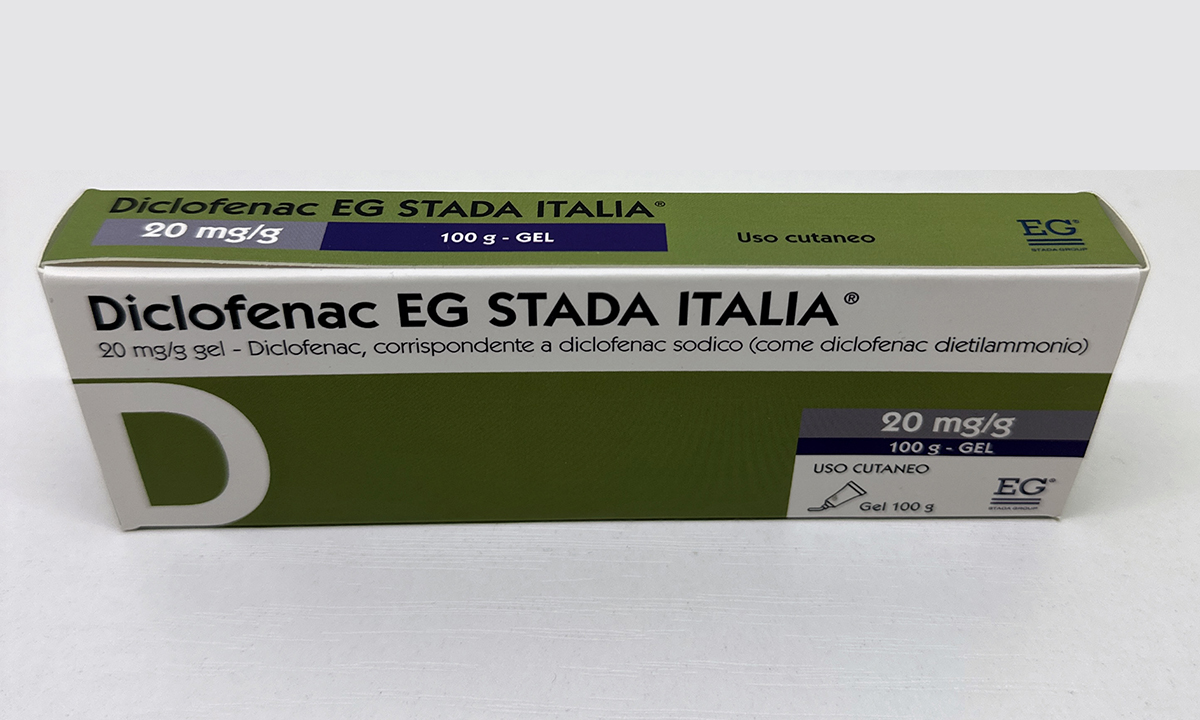 Diclofenac EG STADA ITALIA®
20 mg/g
100 g - GEL
Uso cutaneo
EG®
STADA GROUP
Diclofenac EG STADA ITALIA®
20 mg/g gel - Diclofenac, corrispondente a diclofenac sodico (come diclofenac dietilammonio)
D
20 mg/g
100 g - GEL
USO CUTANEO
Gel 100 g
EG®
STADA GROUP